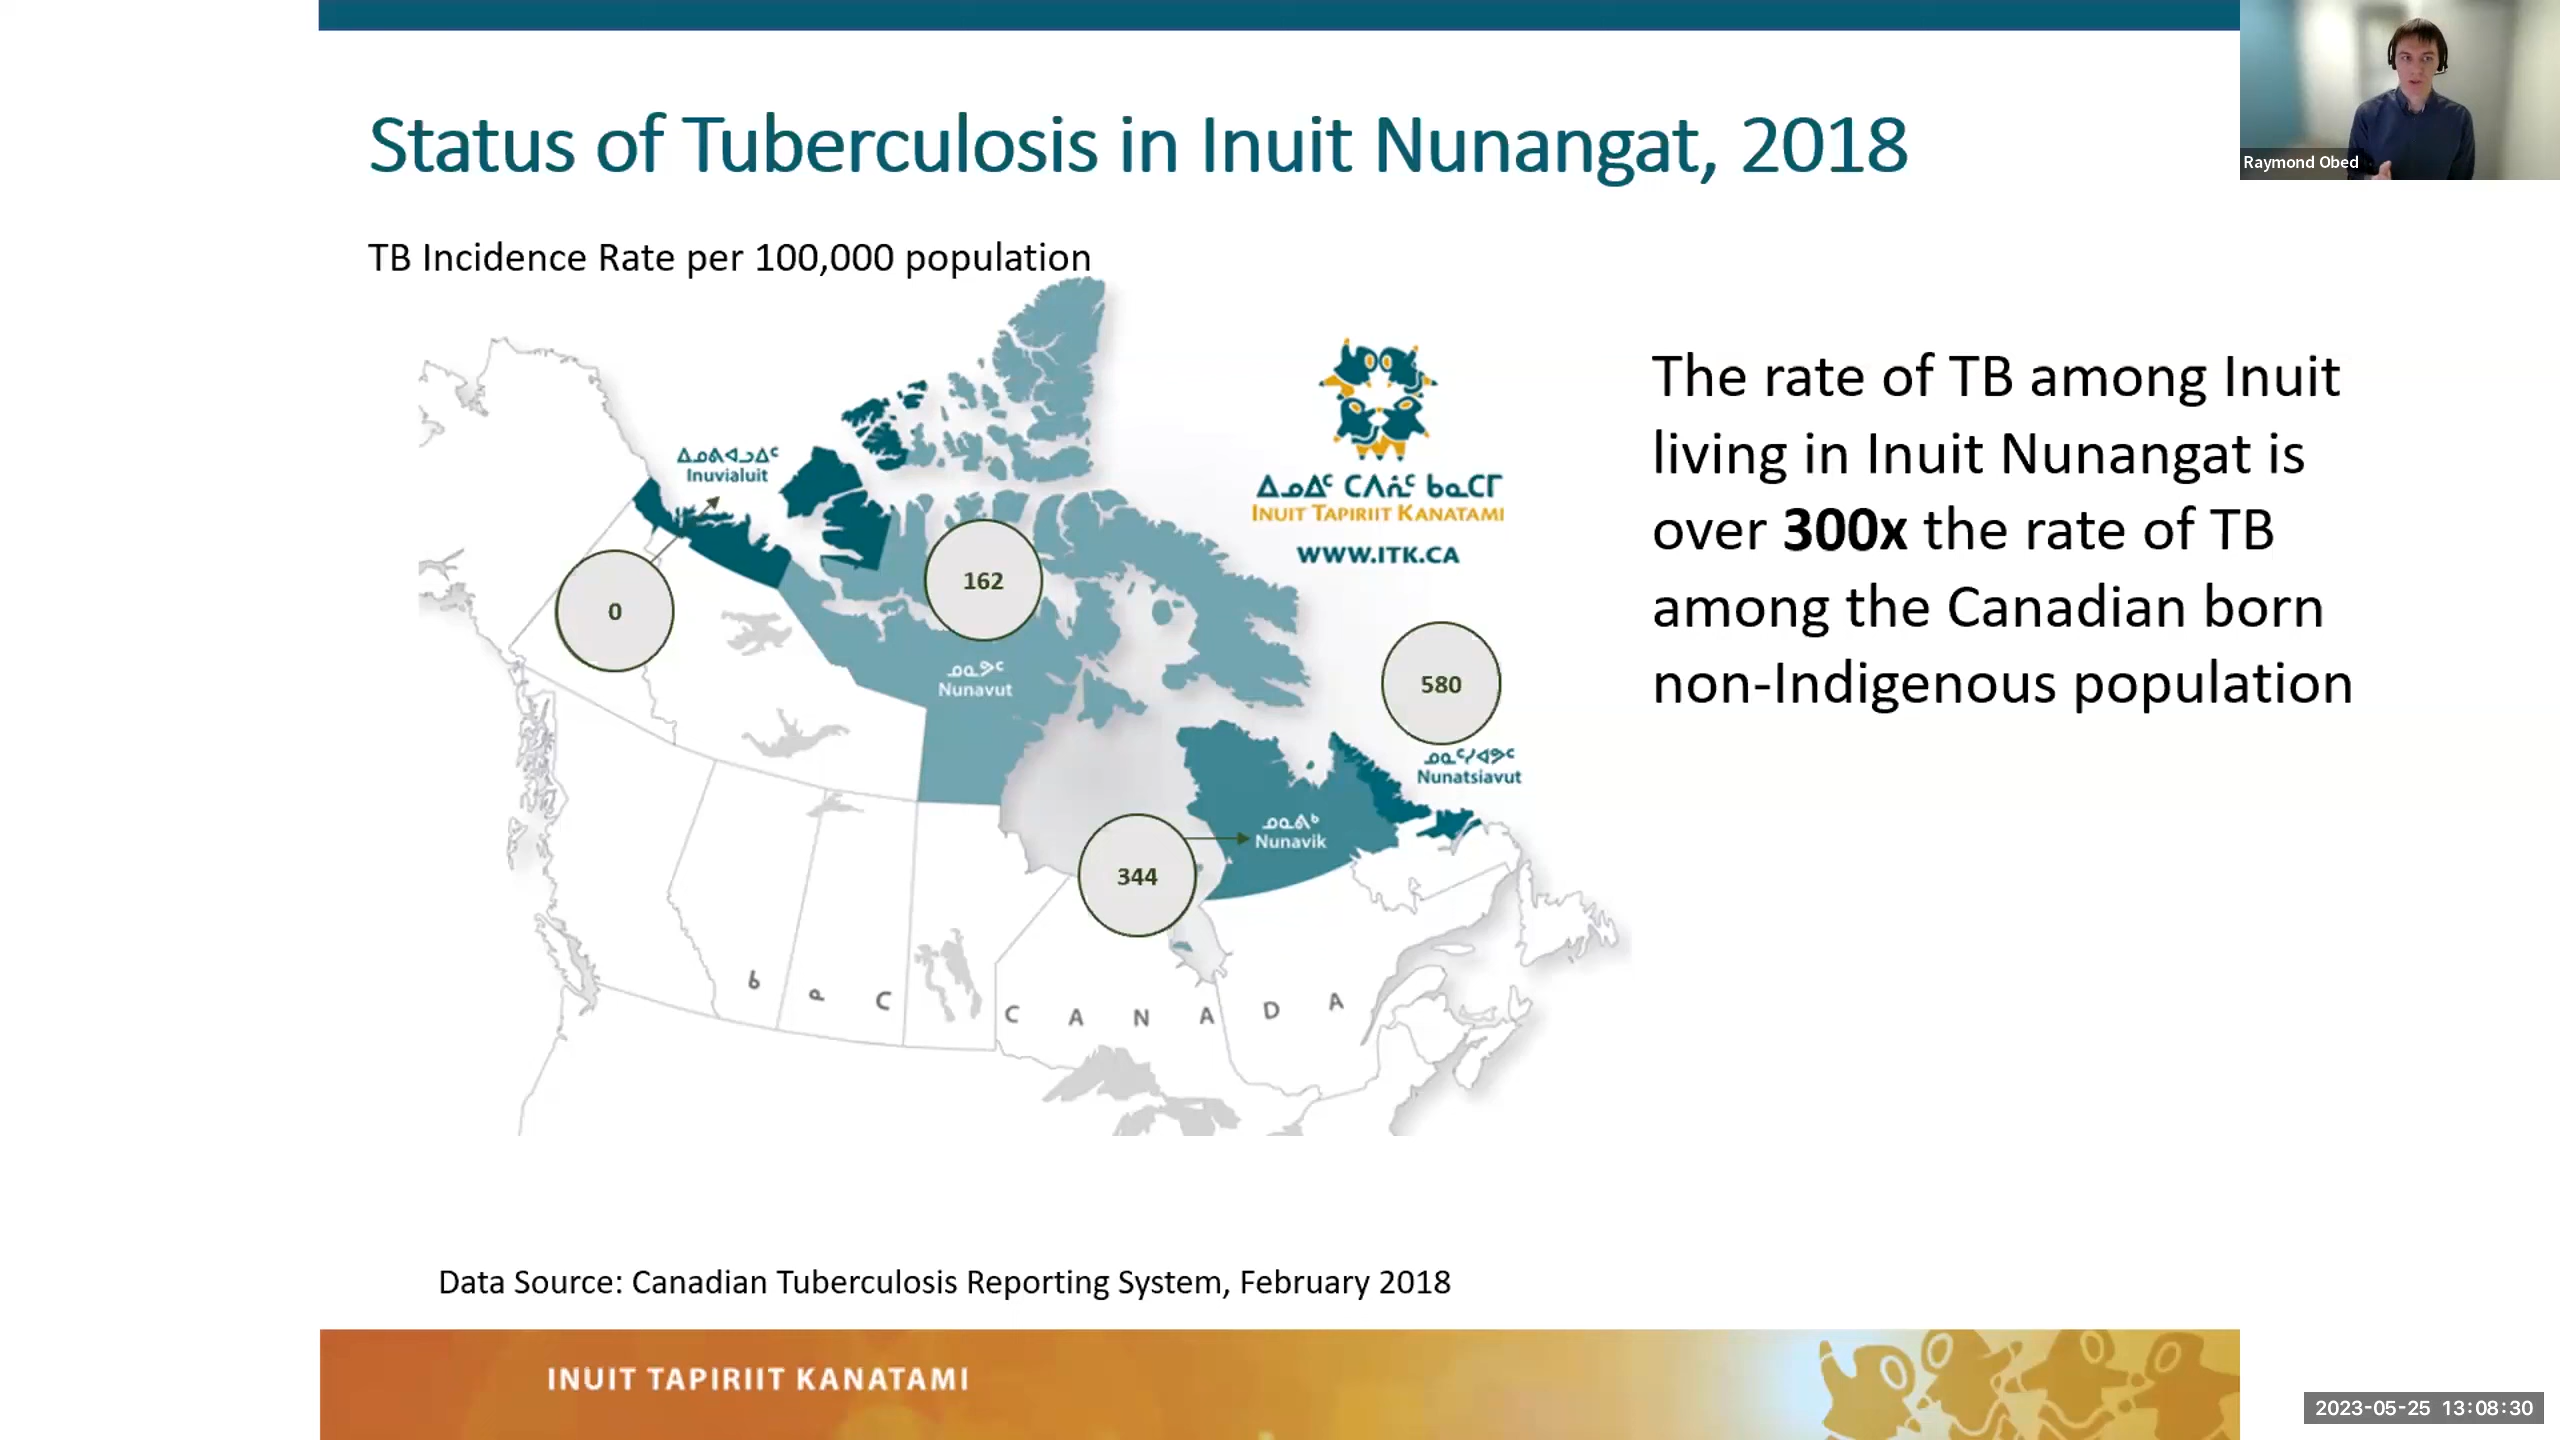 Status of Tuberculosis in Inuit Nunangat, 2018
Raymond Obed
TB Incidence Rate per 100,000 population
ᐃᓄᕕᐊᓗᐃᑦ
Inuvialuit
0
162
ᓄᓇᕗᑦ
Nunavut
344
ᓄᓇᕕᒃ
Nunavik
580
ᓄᓇᑦᓯᐊᕗᑦ
Nunatsiavut
ᐃᓄᐃᑦ ᑕᐱᕇᑦ ᑲᓇᑕᒥ
INUIT TAPIRIIT KANATAMI
WWW.ITK.CA
ᑲ ᓇ ᑕ
C A N A D A
The rate of TB among Inuit
living in Inuit Nunangat is
over 300x the rate of TB
among the Canadian born
non-Indigenous population
Data Source: Canadian Tuberculosis Reporting System, February 2018
INUIT TAPIRIIT KANATAMI
2023-05-25 13:08:30